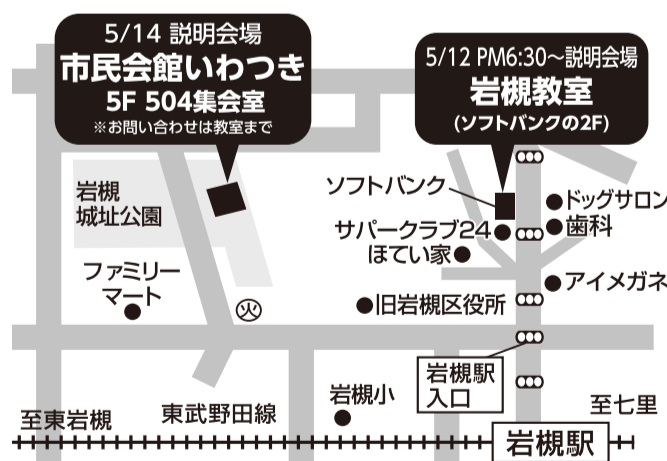 5/14 説明会場
市民会館いわつき
5F 504集会室
※お問い合わせは教室まで
5/12 PM6:30〜説明会場
岩槻教室
(ソフトバンクの2F)
岩槻
城址公園
ソフトバンク
ドッグサロン
歯科
サパークラブ24
ほてい家
ファミリー
マート
火
アイメガネ
旧岩槻区役所
岩槻駅
入口
岩槻小
至東岩槻
東武野田線
至七里
岩槻駅